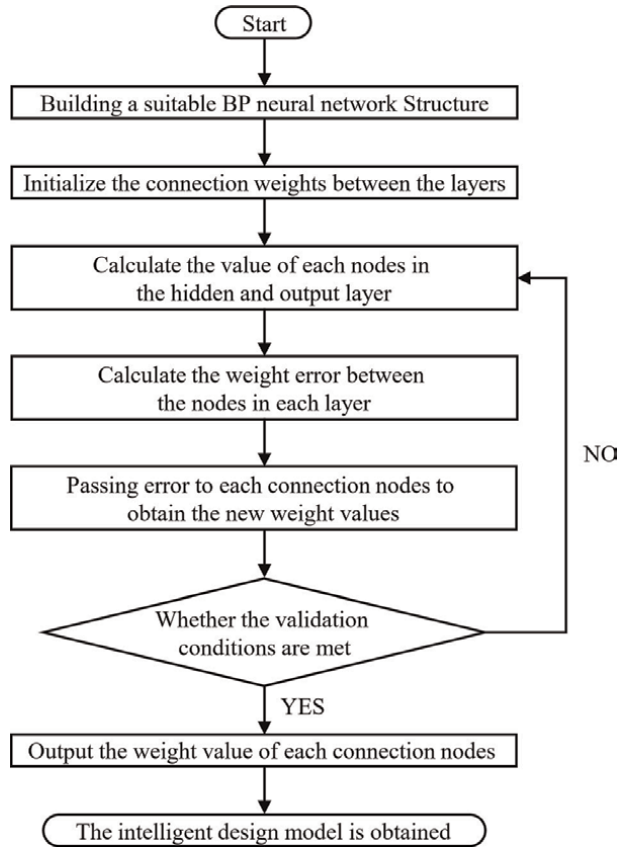 Start
Building a suitable BP neural network Structure
Initialize the connection weights between the layers
Calculate the value of each nodes in
the hidden and output layer
Calculate the weight error between
the nodes in each layer
Passing error to each connection nodes to
obtain the new weight values
NO
Whether the validation
conditions are met
YES
Output the weight value of each connection nodes
The intelligent design model is obtained